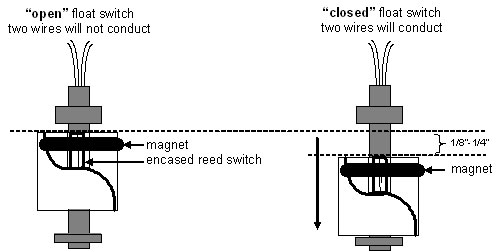 “open” float switch
two wires will not conduct
“closed” float switch
two wires will conduct
1/8"-1/4"
magnet
encased reed switch
magnet